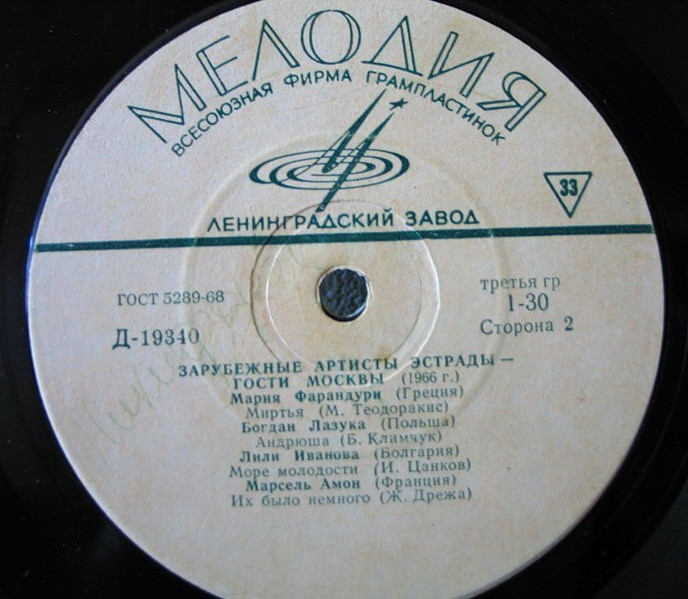 МЕЛОДИЯ
ВСЕСОЮЗНАЯ ФИРМА ГРАМПЛАСТИНОК
33
ЛЕНИНГРАДСКИЙ ЗАВОД
ГОСТ 5289-68
третья гр
1-30
Д-19340
Сторона 2
ЗАРУБЕЖНЫЕ АРТИСТЫ ЭСТРАДЫ —
ГОСТИ МОСКВЫ (1966 г.)
Мария Фарандури (Греция)
Миртья (М. Теодоракис)
Богдан Лазука (Польша)
Андрюша (Б. Климчук)
Лили Иванова (Болгария)
Море молодости (И. Цанков)
Марсель Амон (Франция)
Их было немного (Ж. Дрежа)